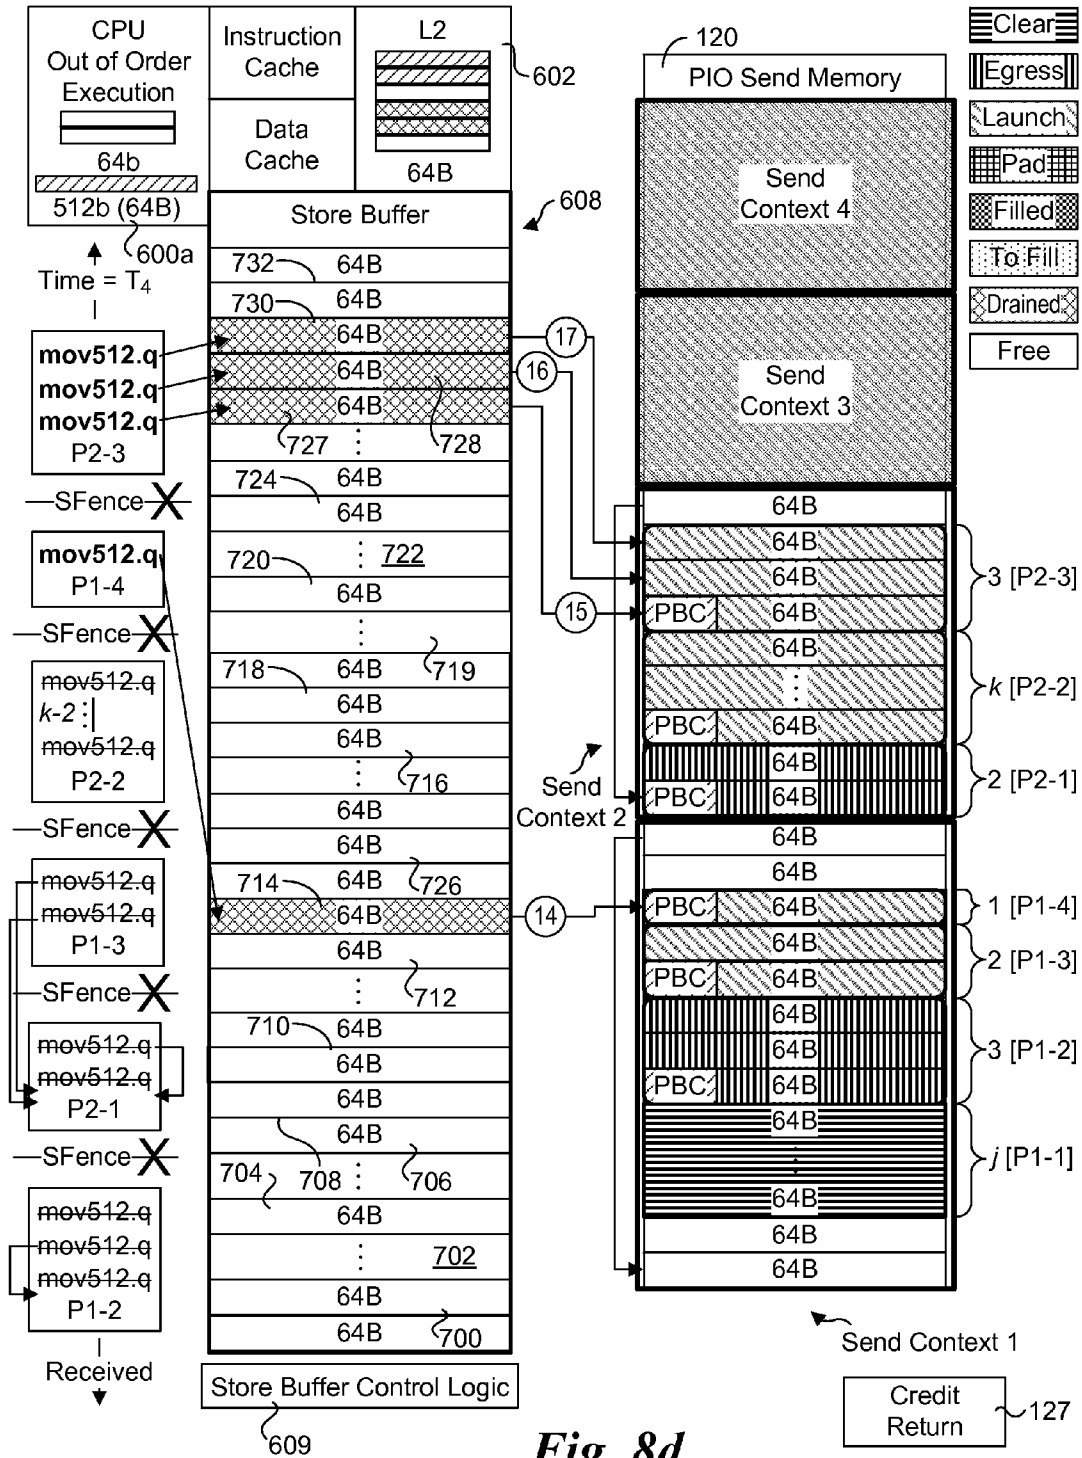 CPU
Out of Order
Execution
64b
512b (64B)
600a
Time = T4
Instruction
Cache
Data
Cache
L2
64B
602
Store Buffer
608
732
64B
730
64B
64B
64B
64B
727
728
724
64B
64B
720
722
64B
719
718
64B
64B
64B
716
64B
64B
726
64B
714
64B
64B
712
710
64B
64B
64B
64B
704
708
706
64B
702
64B
64B
700
Store Buffer Control Logic
609
mov512.q
mov512.q
mov512.q
P2-3
SFence
mov512.q
P1-4
SFence
mov512.q
k-2
mov512.q
P2-2
SFence
mov512.q
mov512.q
P1-3
SFence
mov512.q
mov512.q
P2-1
SFence
mov512.q
mov512.q
mov512.q
P1-2
Received
17
16
15
14
120
PIO Send Memory
Send
Context 4
Send
Context 3
64B
64B
64B
PBC 64B
3 [P2-3]
64B
PBC 64B
k [P2-2]
64B
PBC 64B
2 [P2-1]
Send
Context 2
64B
64B
PBC 64B
1 [P1-4]
64B
PBC 64B
2 [P1-3]
64B
64B
PBC 64B
3 [P1-2]
64B
64B
j [P1-1]
64B
64B
Send Context 1
Clear
Egress
Launch
Pad
Filled
To Fill
Drained
Free
Credit
Return
127
Fig. 8d